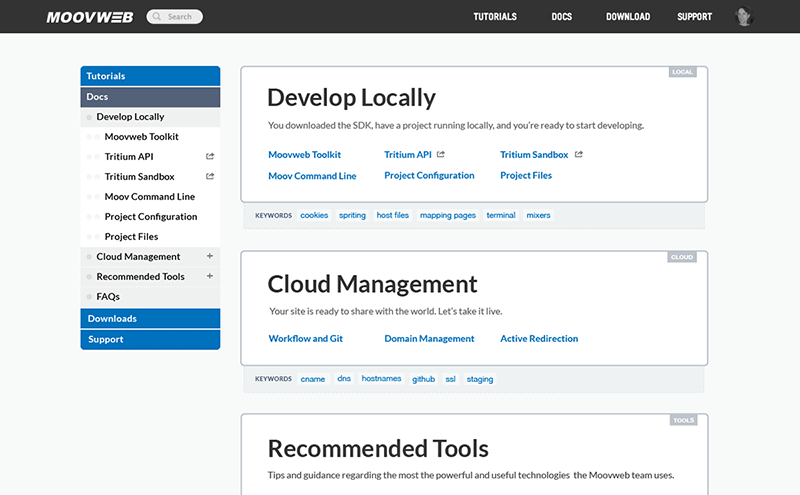 MOOVWEB Search TUTORIALS DOCS DOWNLOAD SUPPORT
Tutorials
Docs
Develop Locally
Moovweb Toolkit
Tritium API
Tritium Sandbox
Moov Command Line
Project Configuration
Project Files
Cloud Management +
Recommended Tools +
FAQs
Downloads
Support
LOCAL
Develop Locally
You downloaded the SDK, have a project running locally, and you're ready to start developing.
Moovweb Toolkit Tritium API Tritium Sandbox
Moov Command Line Project Configuration Project Files
KEYWORDS cookies spriting host files mapping pages terminal mixers
CLOUD
Cloud Management
Your site is ready to share with the world. Let's take it live.
Workflow and Git Domain Management Active Redirection
KEYWORDS cname dns hostnames github ssl staging
TOOLS
Recommended Tools
Tips and guidance regarding the most the powerful and useful technologies the Moovweb team uses.